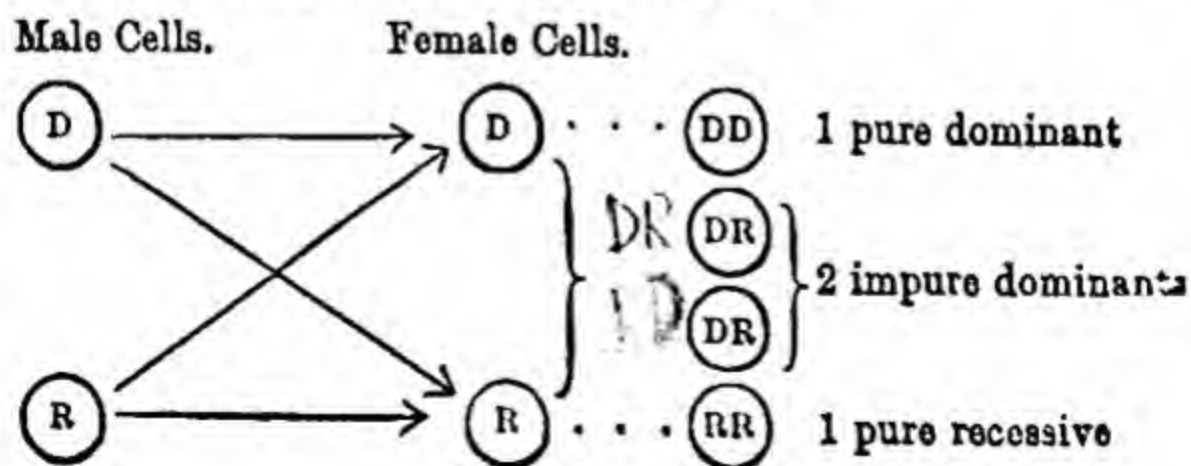 Male Cells. Female Cells.
D D . . . DD 1 pure dominant
DR DR
2 impure dominants
DR
R R . . . RR 1 pure recessive